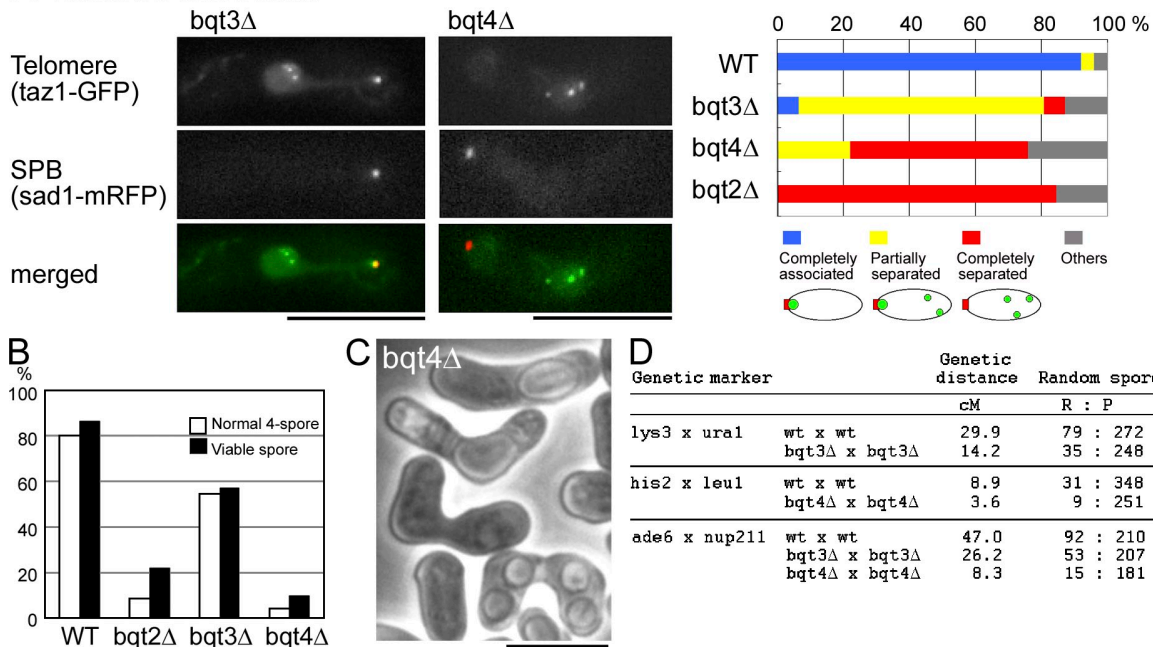 bqt3Δ
bqt4Δ
Telomere
(taz1-GFP)
SPB
(sad1-mRFP)
merged
0 20 40 60 80 100 %
WT
bqt3Δ
bqt4Δ
bqt2Δ
Completely associated
Partially separated
Completely separated
Others
B
%
100
80
60
40
20
0
Normal 4-spore
Viable spore
WT bqt2Δ bqt3Δ bqt4Δ
C
bqt4Δ
D
Genetic marker Genetic distance Random spore
cM R : P
lys3 x ura1 wt x wt 29.9 79 : 272
bqt3Δ x bqt3Δ 14.2 35 : 248
his2 x leu1 wt x wt 8.9 31 : 348
bqt4Δ x bqt4Δ 3.6 9 : 251
ade6 x nup211 wt x wt 47.0 92 : 210
bqt3Δ x bqt3Δ 26.2 53 : 207
bqt4Δ x bqt4Δ 8.3 15 : 181